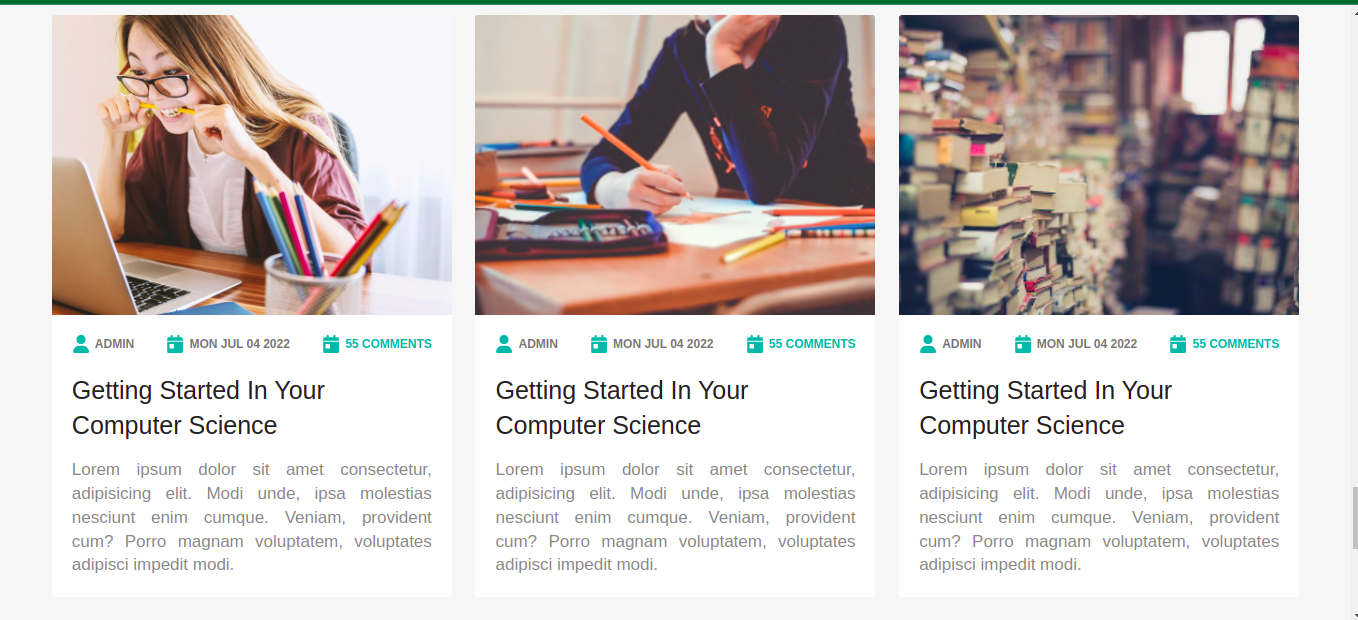 ADMIN MON JUL 04 2022 55 COMMENTS
Getting Started In Your
Computer Science
Lorem ipsum dolor sit amet consectetur,
adipisicing elit. Modi unde, ipsa molestias
nesciunt enim cumque. Veniam, provident
cum? Porro magnam voluptatem, voluptates
adipisci impedit modi.
ADMIN MON JUL 04 2022 55 COMMENTS
Getting Started In Your
Computer Science
Lorem ipsum dolor sit amet consectetur,
adipisicing elit. Modi unde, ipsa molestias
nesciunt enim cumque. Veniam, provident
cum? Porro magnam voluptatem, voluptates
adipisci impedit modi.
ADMIN MON JUL 04 2022 55 COMMENTS
Getting Started In Your
Computer Science
Lorem ipsum dolor sit amet consectetur,
adipisicing elit. Modi unde, ipsa molestias
nesciunt enim cumque. Veniam, provident
cum? Porro magnam voluptatem, voluptates
adipisci impedit modi.